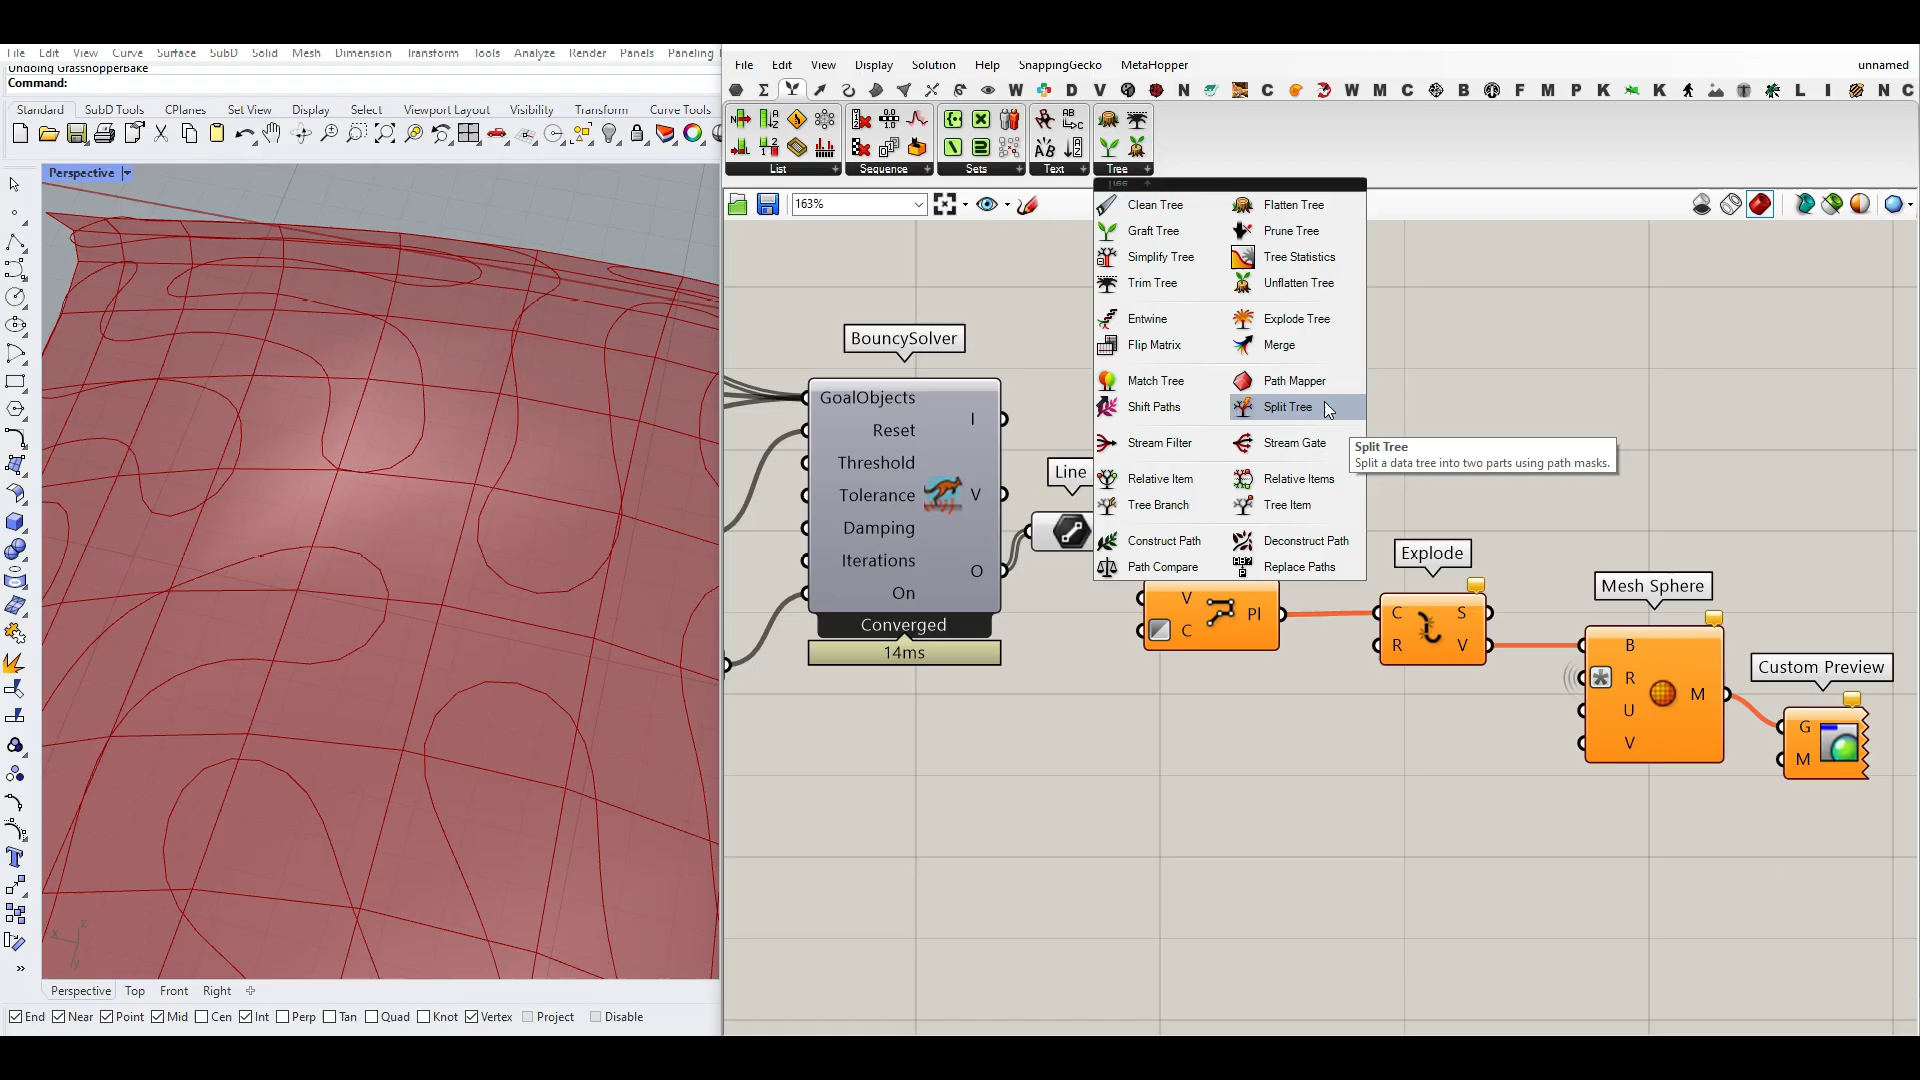 File Edit View Curve Surface SubD Solid Mesh Dimension Transform Tools Analyze Render Panels Paneling
Undoing GrasshopperBake
Command:
Standard SubD Tools CPlanes Set View Display Select Viewport Layout Visibility Transform Curve Tools
Perspective
z
x
y
Perspective Top Front Right
End Near Point Mid Cen Int Perp Tan Quad Knot Vertex Project Disable
File Edit View Display Solution Help SnappingGecko MetaHopper unnamed
W D V N C W M C B F M P K K L I N C
List Sequence Sets Text Tree
163%
Tree
Clean Tree Flatten Tree
Graft Tree Prune Tree
Simplify Tree Tree Statistics
Trim Tree Unflatten Tree
Entwine Explode Tree
Flip Matrix Merge
Match Tree Path Mapper
Shift Paths Split Tree
Stream Filter Stream Gate
Relative Item Relative Items
Tree Branch Tree Item
Construct Path Deconstruct Path
Path Compare Replace Paths
Split Tree
Split a data tree into two parts using path masks.
BouncySolver
GoalObjects
Reset
Threshold
Tolerance
Damping
Iterations
On
I
V
O
Converged
14ms
Line
V
C
Pl
Explode
C S
R V
Mesh Sphere
B
R
U
V
M
Custom Preview
G
M